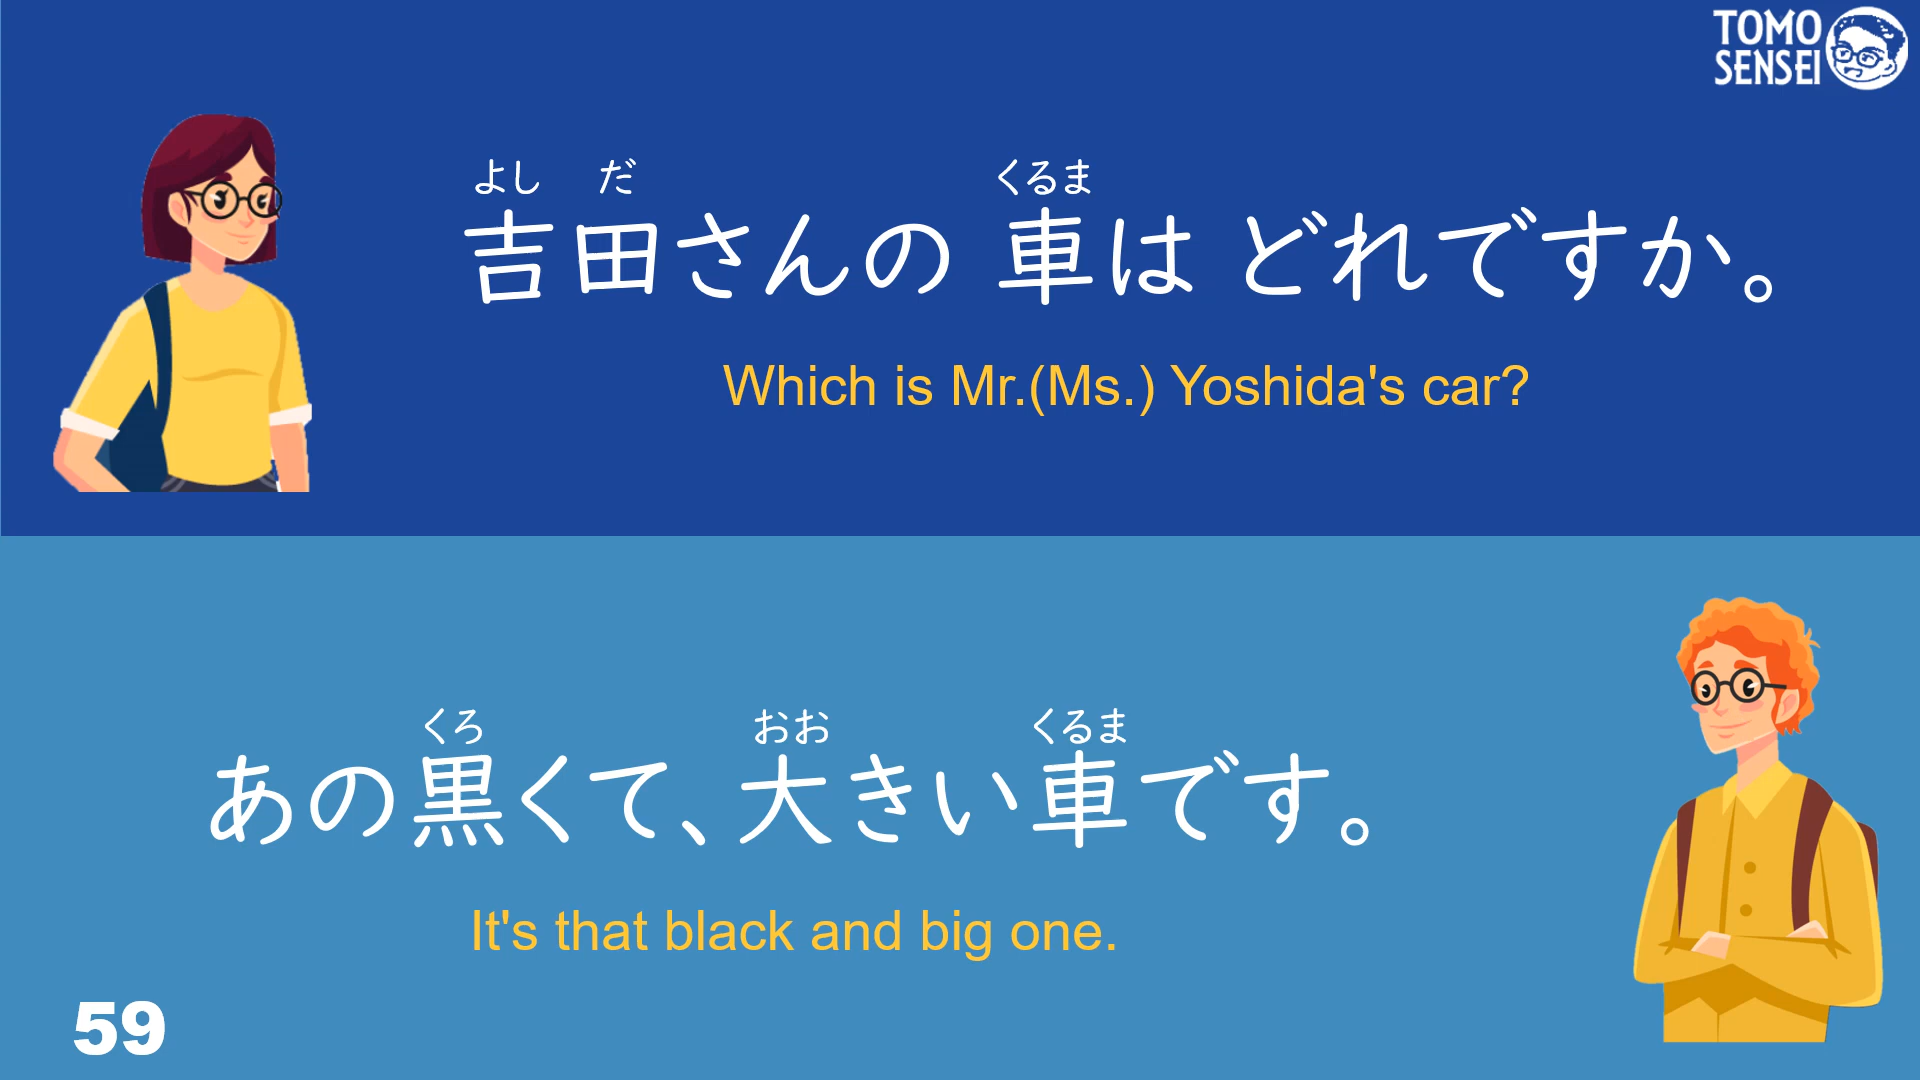 TOMO
SENSEI
よし だ くるま
吉田さんの 車は どれですか。
Which is Mr.(Ms.) Yoshida's car?
くろ おお くるま
あの黒くて、大きい車です。
It's that black and big one.
59